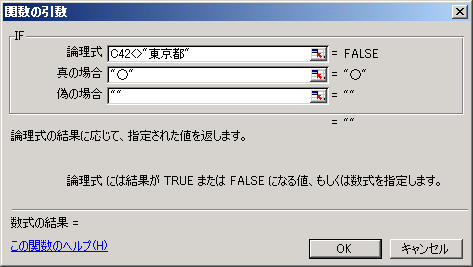 関数の引数
IF
論理式 C42<>"東京都" = FALSE
真の場合 "○" = "○"
偽の場合 "" = ""
= ""
論理式の結果に応じて、指定された値を返します。
論理式 には結果が TRUE または FALSE になる値、もしくは数式を指定します。
数式の結果 =
この関数のヘルプ(H)
OK キャンセル